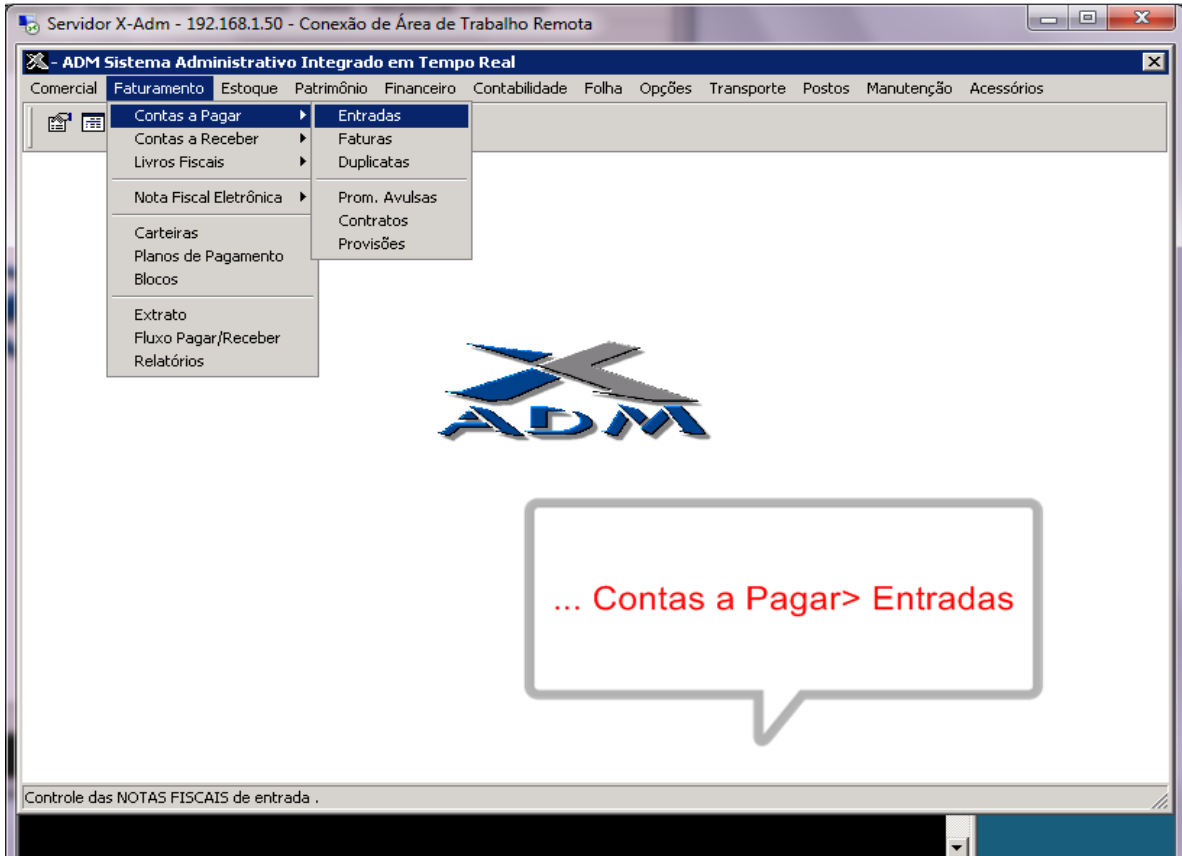 Servidor X-Adm - 192.168.1.50 - Conexão de Área de Trabalho Remota
- ADM Sistema Administrativo Integrado em Tempo Real
Comercial Faturamento Estoque Patrimônio Financeiro Contabilidade Folha Opções Transporte Postos Manutenção Acessórios
Contas a Pagar
Contas a Receber
Livros Fiscais
Nota Fiscal Eletrônica
Carteiras
Planos de Pagamento
Blocos
Extrato
Fluxo Pagar/Receber
Relatórios
Entradas
Faturas
Duplicatas
Prom. Avulsas
Contratos
Provisões
X
ADM
... Contas a Pagar> Entradas
Controle das NOTAS FISCAIS de entrada .